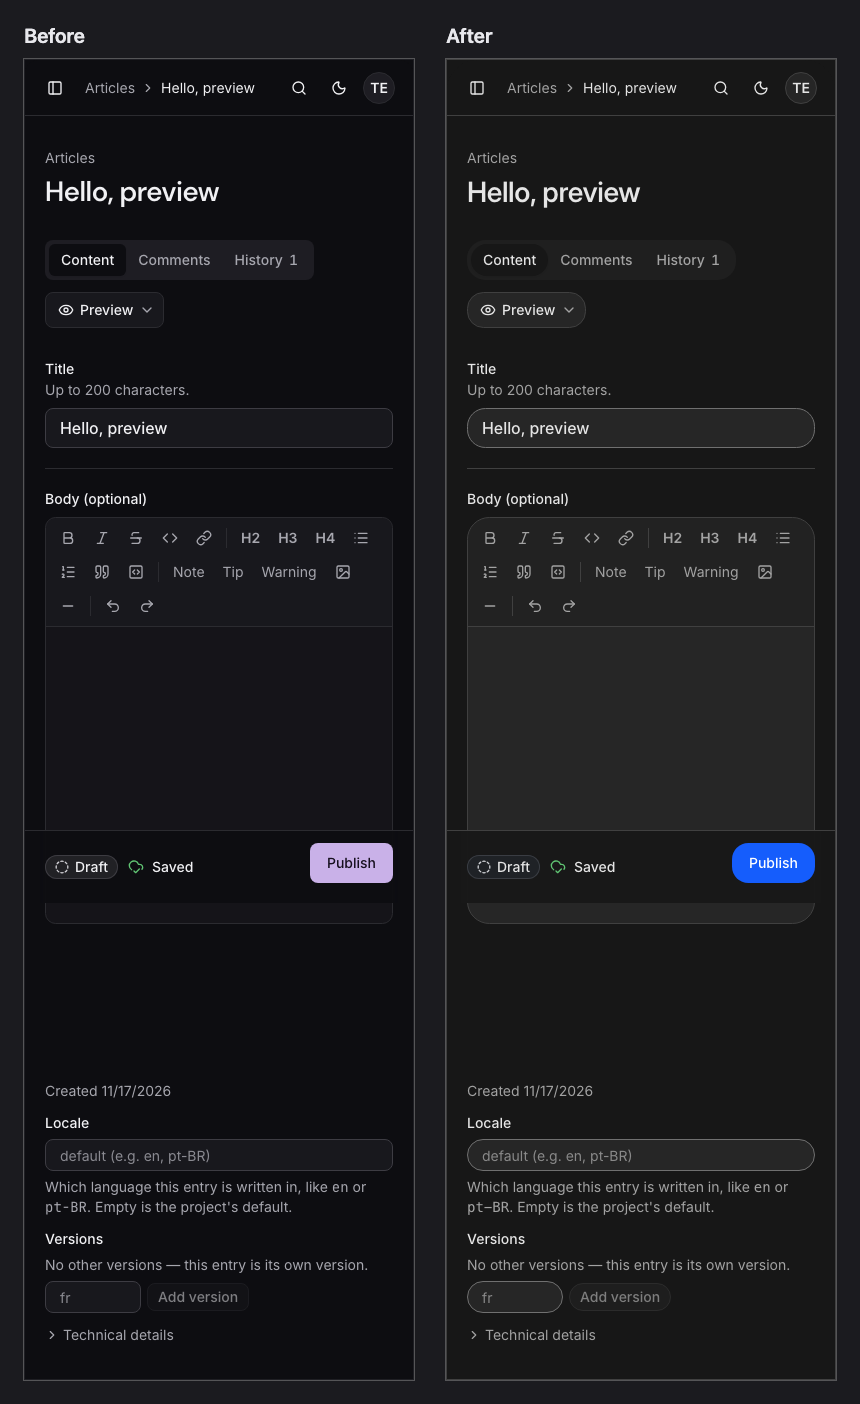 Before
Articles > Hello, preview TE
Articles
Hello, preview
Content Comments History 1
Preview
Title
Up to 200 characters.
Hello, preview
Body (optional)
B I S H2 H3 H4
Note Tip Warning
Draft Saved Publish
Created 11/17/2026
Locale
default (e.g. en, pt-BR)
Which language this entry is written in, like en or
pt-BR. Empty is the project's default.
Versions
No other versions — this entry is its own version.
fr Add version
Technical details
After
Articles > Hello, preview TE
Articles
Hello, preview
Content Comments History 1
Preview
Title
Up to 200 characters.
Hello, preview
Body (optional)
B I S H2 H3 H4
Note Tip Warning
Draft Saved Publish
Created 11/17/2026
Locale
default (e.g. en, pt-BR)
Which language this entry is written in, like en or
pt-BR. Empty is the project's default.
Versions
No other versions — this entry is its own version.
fr Add version
Technical details